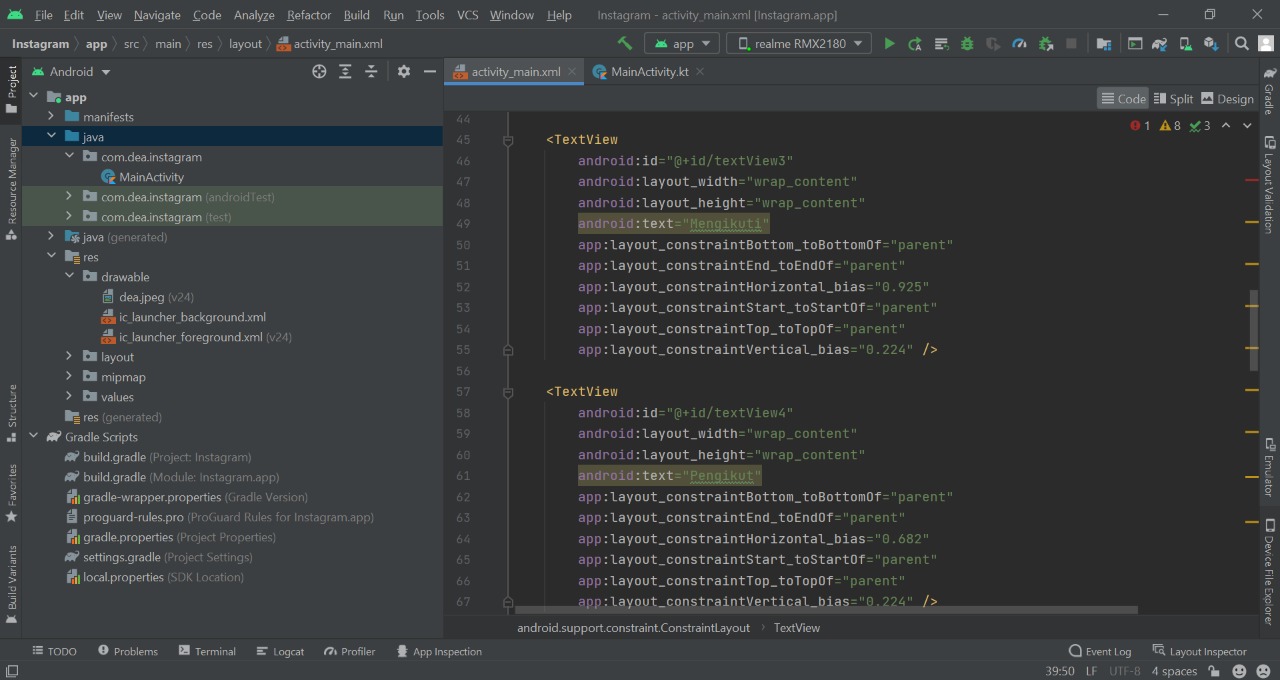 File Edit View Navigate Code Analyze Refactor Build Run Tools VCS Window Help Instagram - activity_main.xml [Instagram.app]
Instagram app src main res layout activity_main.xml app realme RMX2180
Project
Resource Manager
Structure
Favorites
Build Variants
Android
app
manifests
java
com.dea.instagram
MainActivity
com.dea.instagram (androidTest)
com.dea.instagram (test)
java (generated)
res
drawable
dea.jpeg (v24)
ic_launcher_background.xml
ic_launcher_foreground.xml (v24)
layout
mipmap
values
res (generated)
Gradle Scripts
build.gradle (Project: Instagram)
build.gradle (Module: Instagram.app)
gradle-wrapper.properties (Gradle Version)
proguard-rules.pro (ProGuard Rules for Instagram.app)
gradle.properties (Project Properties)
settings.gradle (Project Settings)
local.properties (SDK Location)
activity_main.xml MainActivity.kt
Code Split Design
1 8 3
44
45 <TextView
46 android:id="@+id/textView3"
47 android:layout_width="wrap_content"
48 android:layout_height="wrap_content"
49 android:text="Mengikuti"
50 app:layout_constraintBottom_toBottomOf="parent"
51 app:layout_constraintEnd_toEndOf="parent"
52 app:layout_constraintHorizontal_bias="0.925"
53 app:layout_constraintStart_toStartOf="parent"
54 app:layout_constraintTop_toTopOf="parent"
55 app:layout_constraintVertical_bias="0.224" />
56
57 <TextView
58 android:id="@+id/textView4"
59 android:layout_width="wrap_content"
60 android:layout_height="wrap_content"
61 android:text="Pengikut"
62 app:layout_constraintBottom_toBottomOf="parent"
63 app:layout_constraintEnd_toEndOf="parent"
64 app:layout_constraintHorizontal_bias="0.682"
65 app:layout_constraintStart_toStartOf="parent"
66 app:layout_constraintTop_toTopOf="parent"
67 app:layout_constraintVertical_bias="0.224" />
android.support.constraint.ConstraintLayout TextView
Gradle
Layout Validation
Emulator
Device File Explorer
TODO Problems Terminal Logcat Profiler App Inspection Event Log Layout Inspector
39:50 LF UTF-8 4 spaces